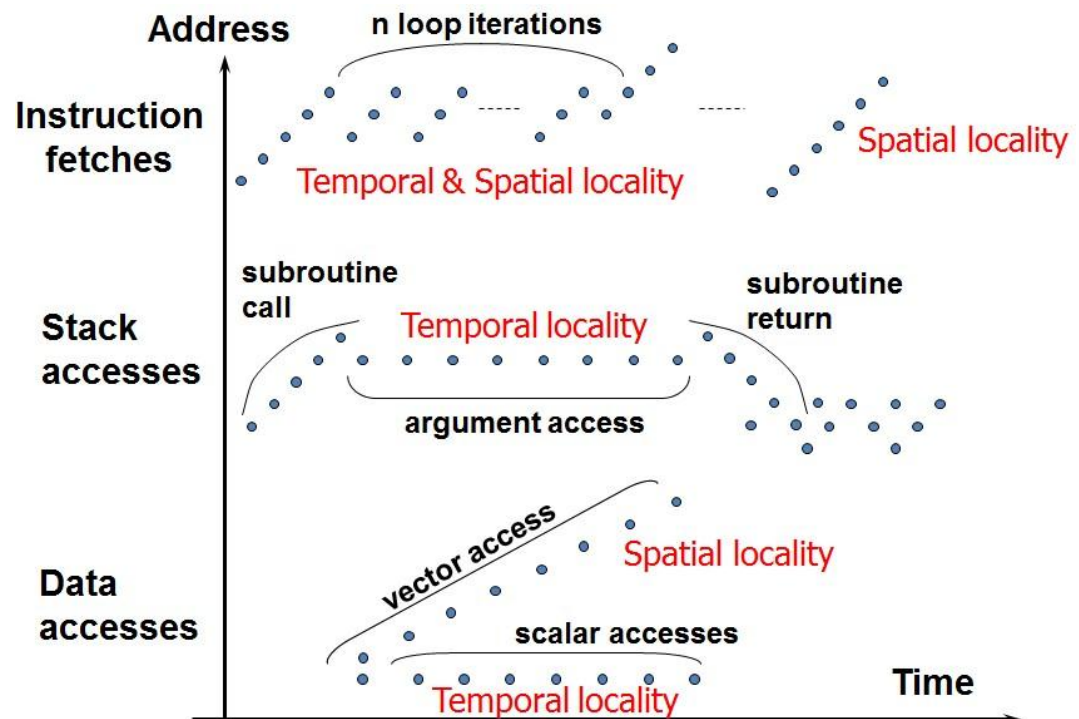 Address
n loop iterations
Instruction
fetches
Spatial locality
Temporal & Spatial locality
subroutine
call
subroutine
return
Stack
accesses
Temporal locality
argument access
vector access
Spatial locality
Data
accesses
scalar accesses
Temporal locality
Time